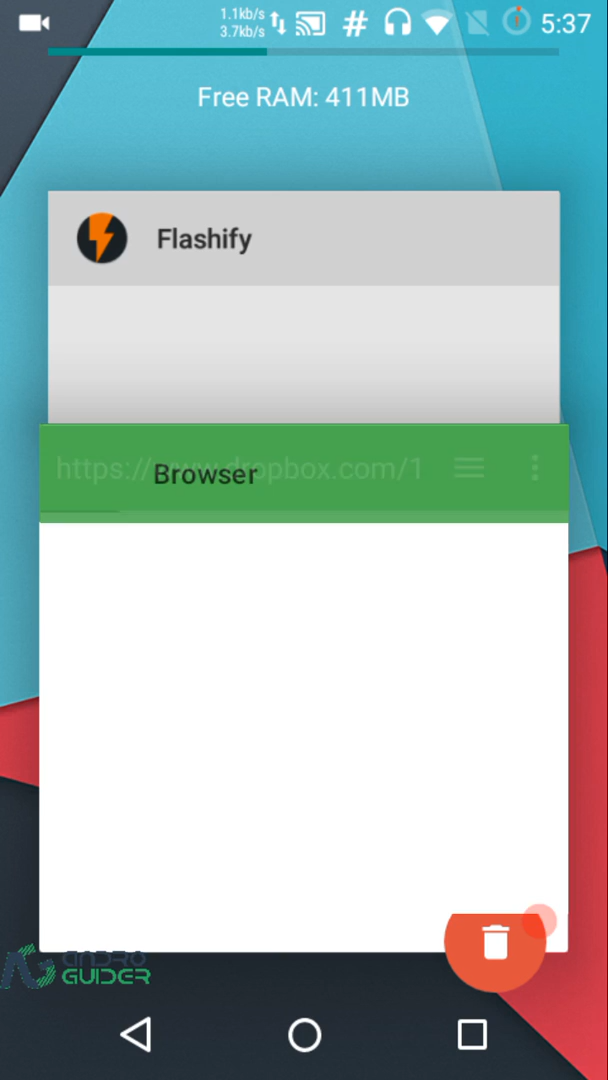 1.1kb/s
3.7kb/s
5:37
Free RAM: 411MB
Flashify
https://www.dropbox.com/1
Browser
ANDRO
GUIDER